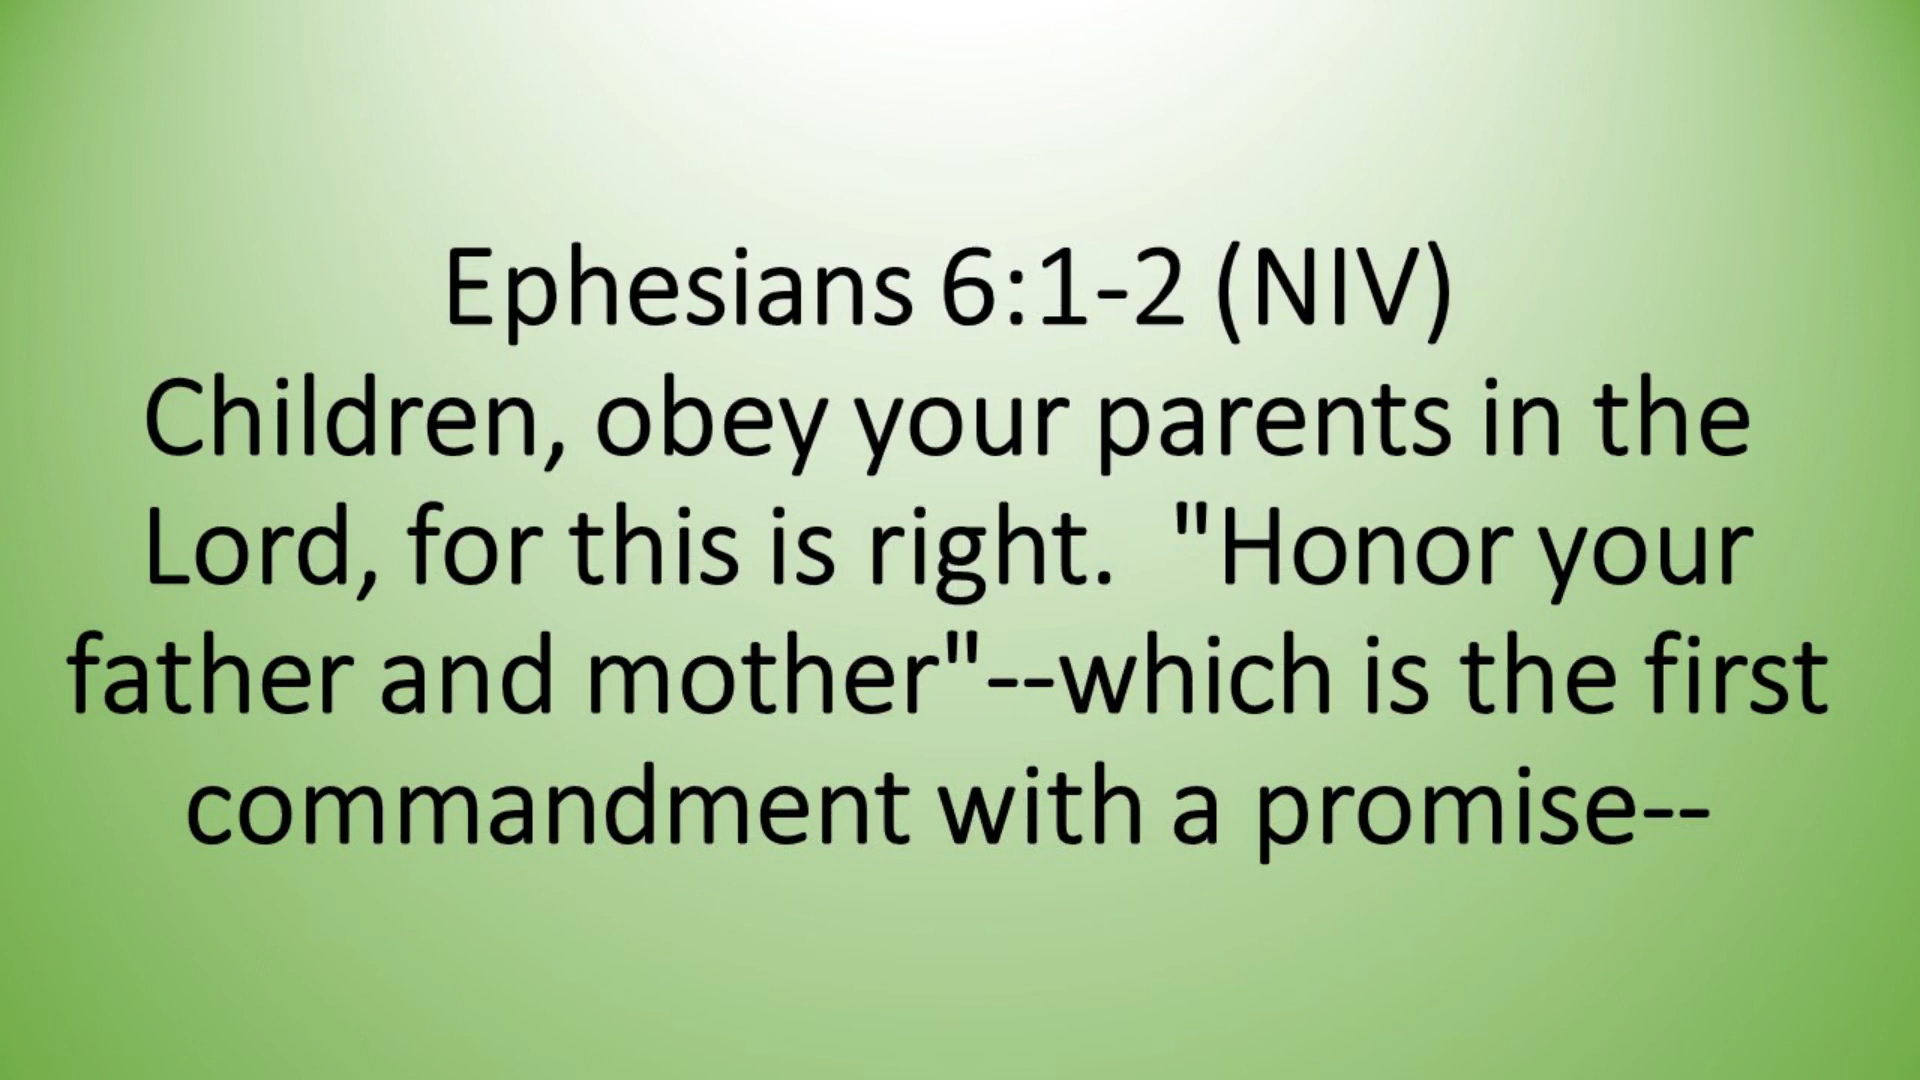 Ephesians 6:1-2 (NIV)
Children, obey your parents in the
Lord, for this is right.  "Honor your
father and mother"--which is the first
commandment with a promise--